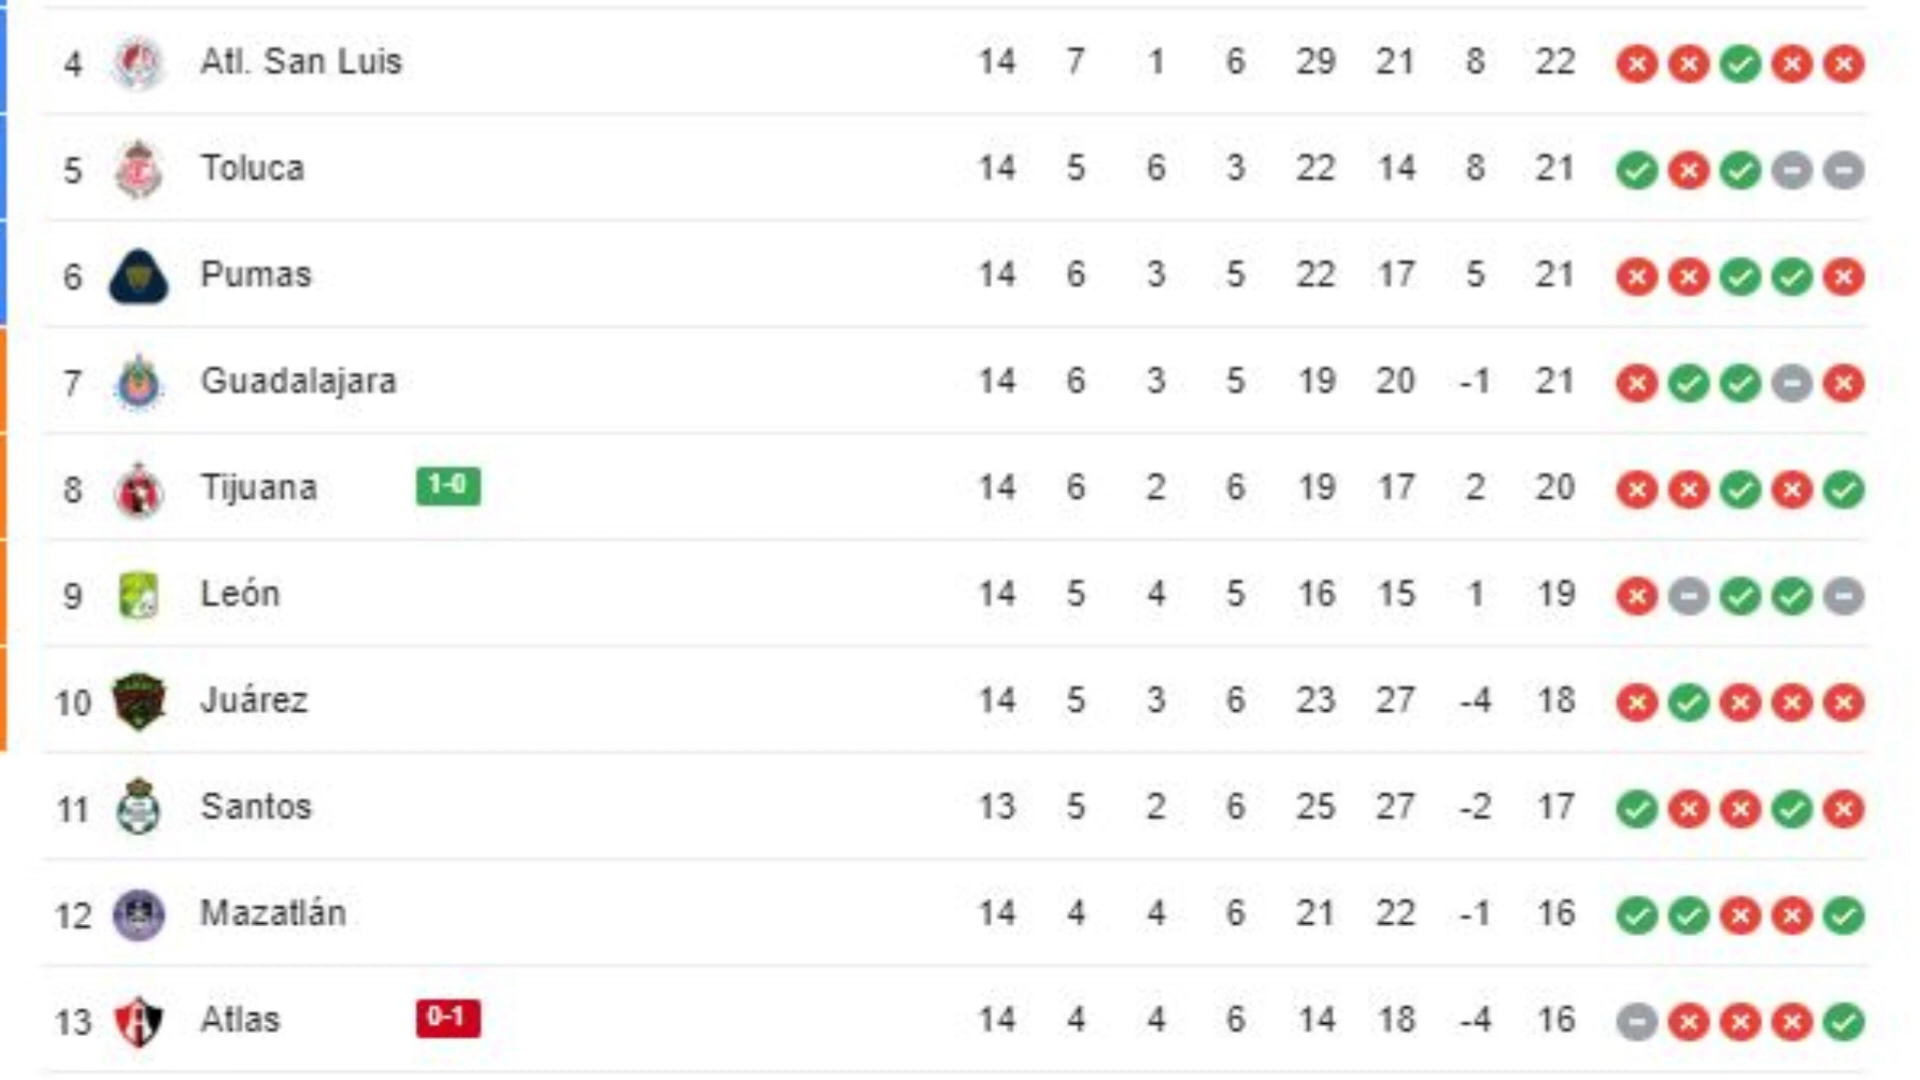 4 Atl. San Luis 14 7 1 6 29 21 8 22
5 Toluca 14 5 6 3 22 14 8 21
6 Pumas 14 6 3 5 22 17 5 21
7 Guadalajara 14 6 3 5 19 20 -1 21
8 Tijuana 1-0 14 6 2 6 19 17 2 20
9 León 14 5 4 5 16 15 1 19
10 Juárez 14 5 3 6 23 27 -4 18
11 Santos 13 5 2 6 25 27 -2 17
12 Mazatlán 14 4 4 6 21 22 -1 16
13 Atlas 0-1 14 4 4 6 14 18 -4 16